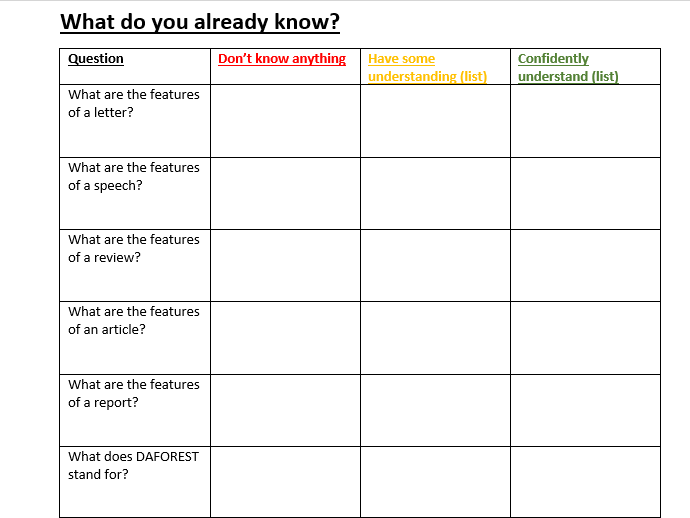 What do you already know?
Question
Don't know anything
Have some
understanding (list)
Confidently
understand (list)
What are the features
of a letter?
What are the features
of a speech?
What are the features
of a review?
What are the features
of an article?
What are the features
of a report?
What does DAFOREST
stand for?